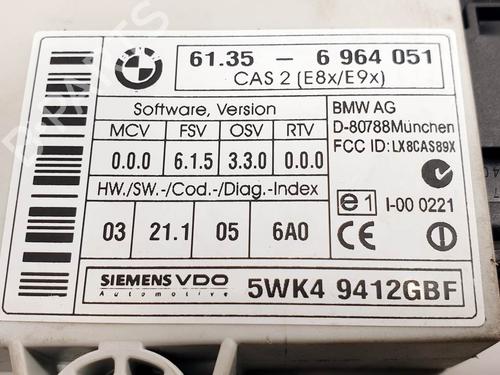 BMW
61.35 - 6 964 051
CAS 2 (E8x/E9x)
Software, Version
MCV FSV OSV RTV
0.0.0 6.1.5 3.3.0 0.0.0
HW./SW.-/Cod.-/Diag.-Index
03 21.1 05 6A0
BMW AG
D-80788München
FCC ID: LX8CAS89X
e1 I-00 0221
CE
SIEMENS VDO
Automotive
5WK4 9412GBF